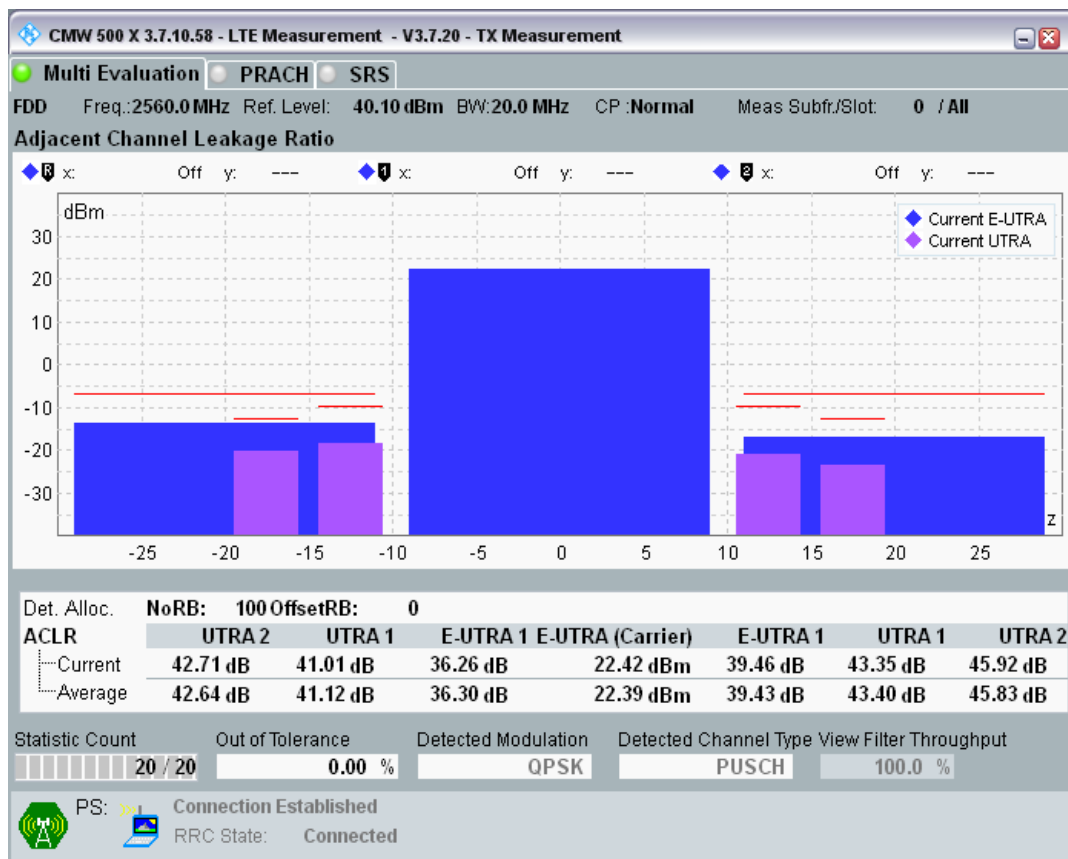 CMW 500 X 3.7.10.58 - LTE Measurement - V3.7.20 - TX Measurement
Multi Evaluation PRACH SRS
FDD Freq.:2560.0 MHz Ref. Level: 40.10 dBm BW:20.0 MHz CP :Normal Meas Subfr./Slot: 0 / All
Adjacent Channel Leakage Ratio
R x: Off y: --- 1 x: Off y: --- 2 x: Off y: ---
dBm
Current E-UTRA
Current UTRA
30
20
10
0
-10
-20
-30
z
-25 -20 -15 -10 -5 0 5 10 15 20 25
Det. Alloc. NoRB: 100 OffsetRB: 0
ACLR UTRA 2 UTRA 1 E-UTRA 1 E-UTRA (Carrier) E-UTRA 1 UTRA 1 UTRA 2
Current 42.71 dB 41.01 dB 36.26 dB 22.42 dBm 39.46 dB 43.35 dB 45.92 dB
Average 42.64 dB 41.12 dB 36.30 dB 22.39 dBm 39.43 dB 43.40 dB 45.83 dB
Statistic Count Out of Tolerance Detected Modulation Detected Channel Type View Filter Throughput
20 / 20 0.00 % QPSK PUSCH 100.0 %
PS: Connection Established
RRC State: Connected